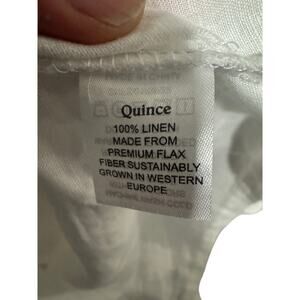 Quince
100% LINEN
MADE FROM
PREMIUM FLAX
FIBER SUSTAINABLY
GROWN IN WESTERN
EUROPE